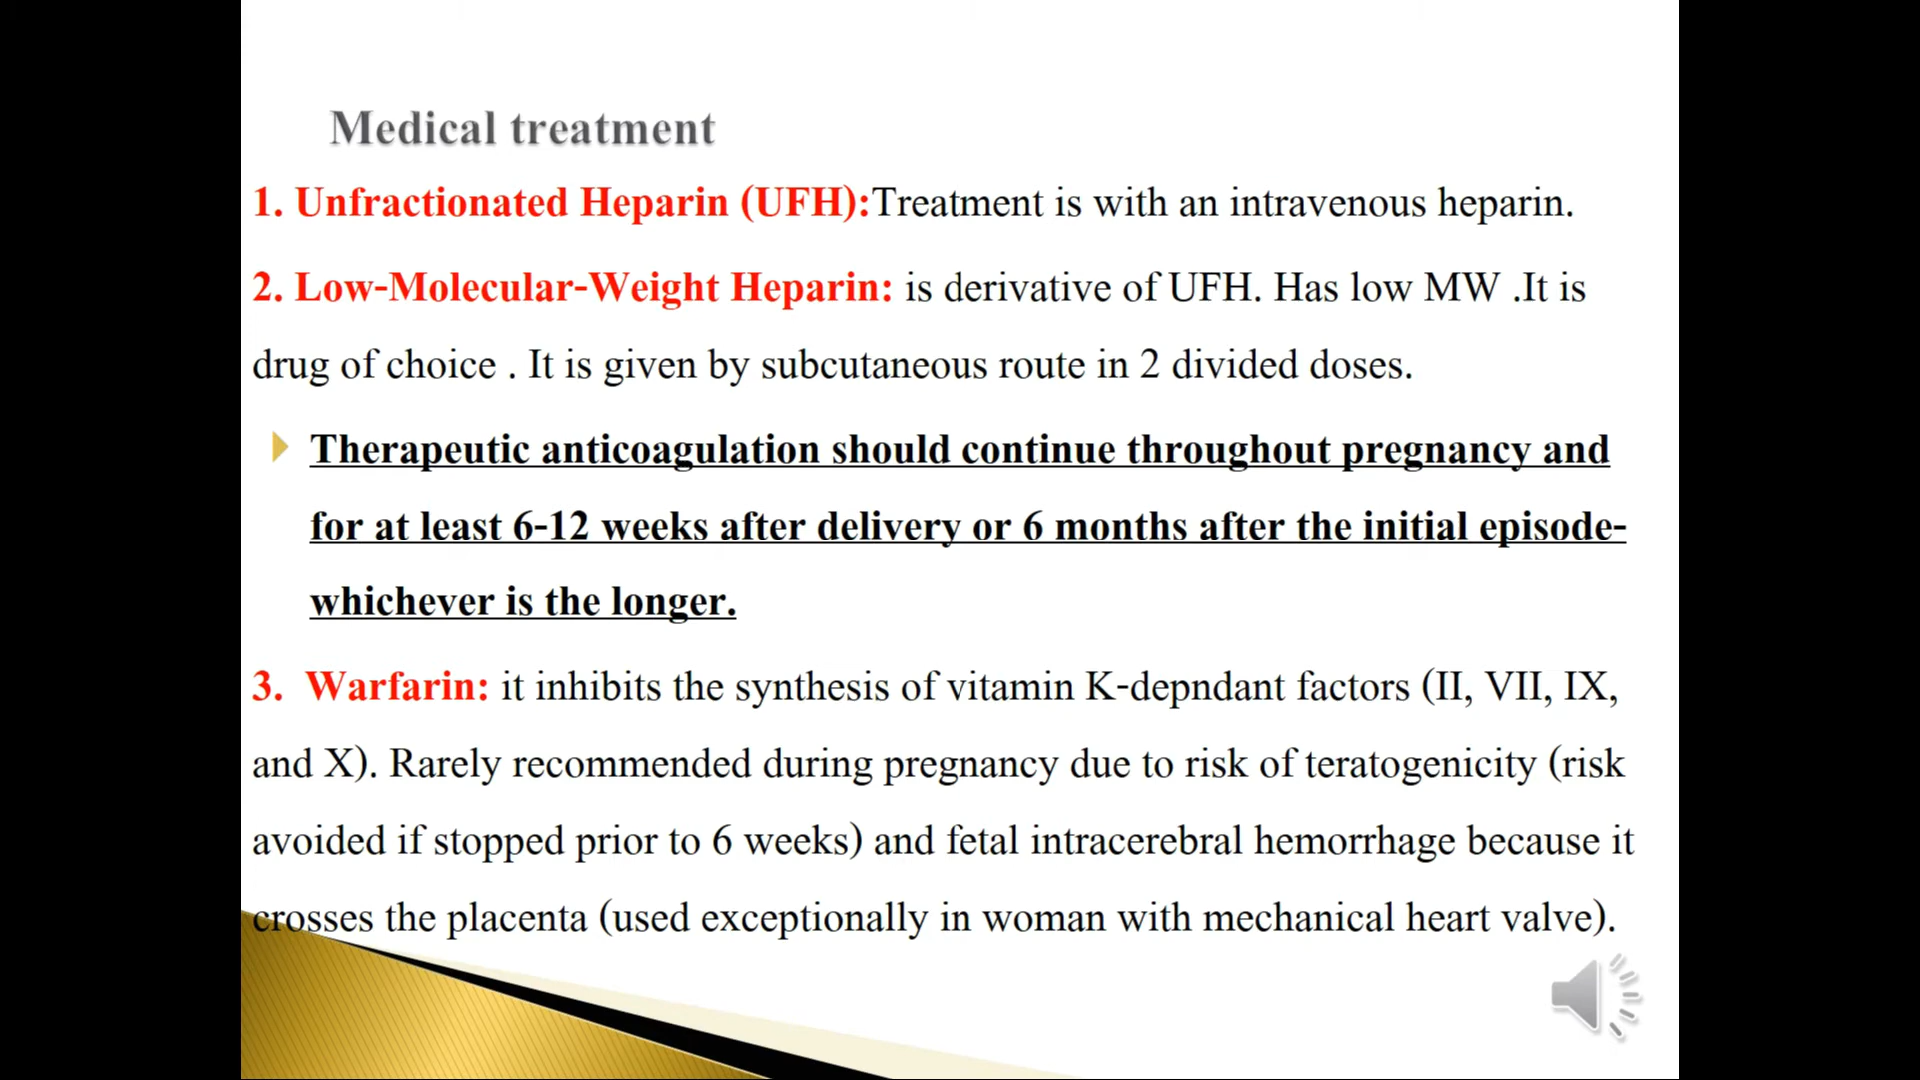 Medical treatment
1. Unfractionated Heparin (UFH):Treatment is with an intravenous heparin.
2. Low-Molecular-Weight Heparin: is derivative of UFH. Has low MW .It is
drug of choice . It is given by subcutaneous route in 2 divided doses.
Therapeutic anticoagulation should continue throughout pregnancy and
for at least 6-12 weeks after delivery or 6 months after the initial episode-
whichever is the longer.
3. Warfarin: it inhibits the synthesis of vitamin K-depndant factors (II, VII, IX,
and X). Rarely recommended during pregnancy due to risk of teratogenicity (risk
avoided if stopped prior to 6 weeks) and fetal intracerebral hemorrhage because it
crosses the placenta (used exceptionally in woman with mechanical heart valve).